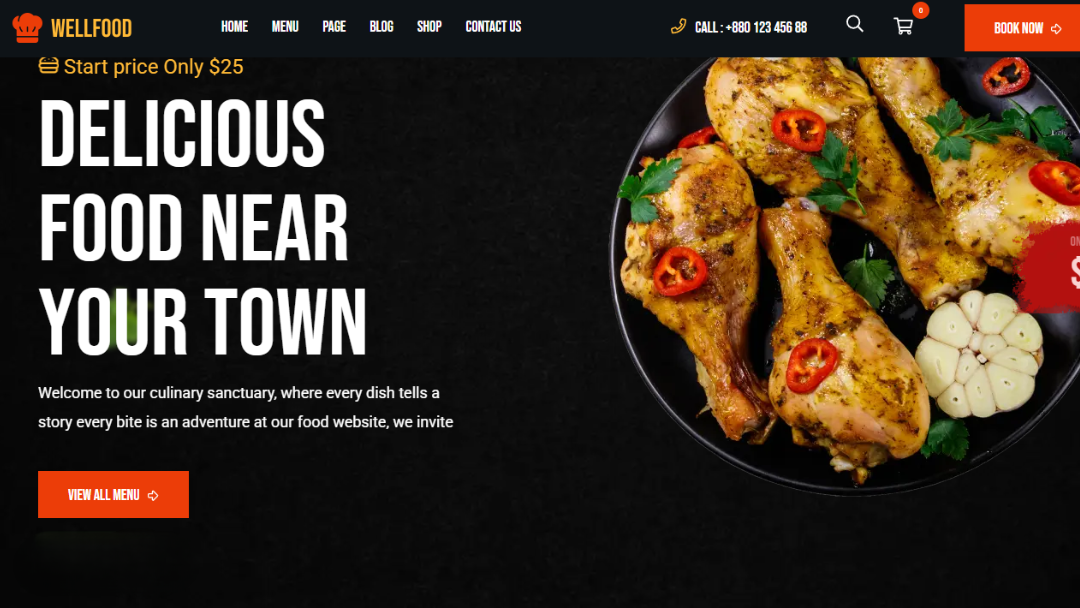 WELLFOOD
HOME MENU PAGE BLOG SHOP CONTACT US
CALL : +880 123 456 88
0
BOOK NOW
Start price Only $25
DELICIOUS
FOOD NEAR
YOUR TOWN
Welcome to our culinary sanctuary, where every dish tells a
story every bite is an adventure at our food website, we invite
VIEW ALL MENU